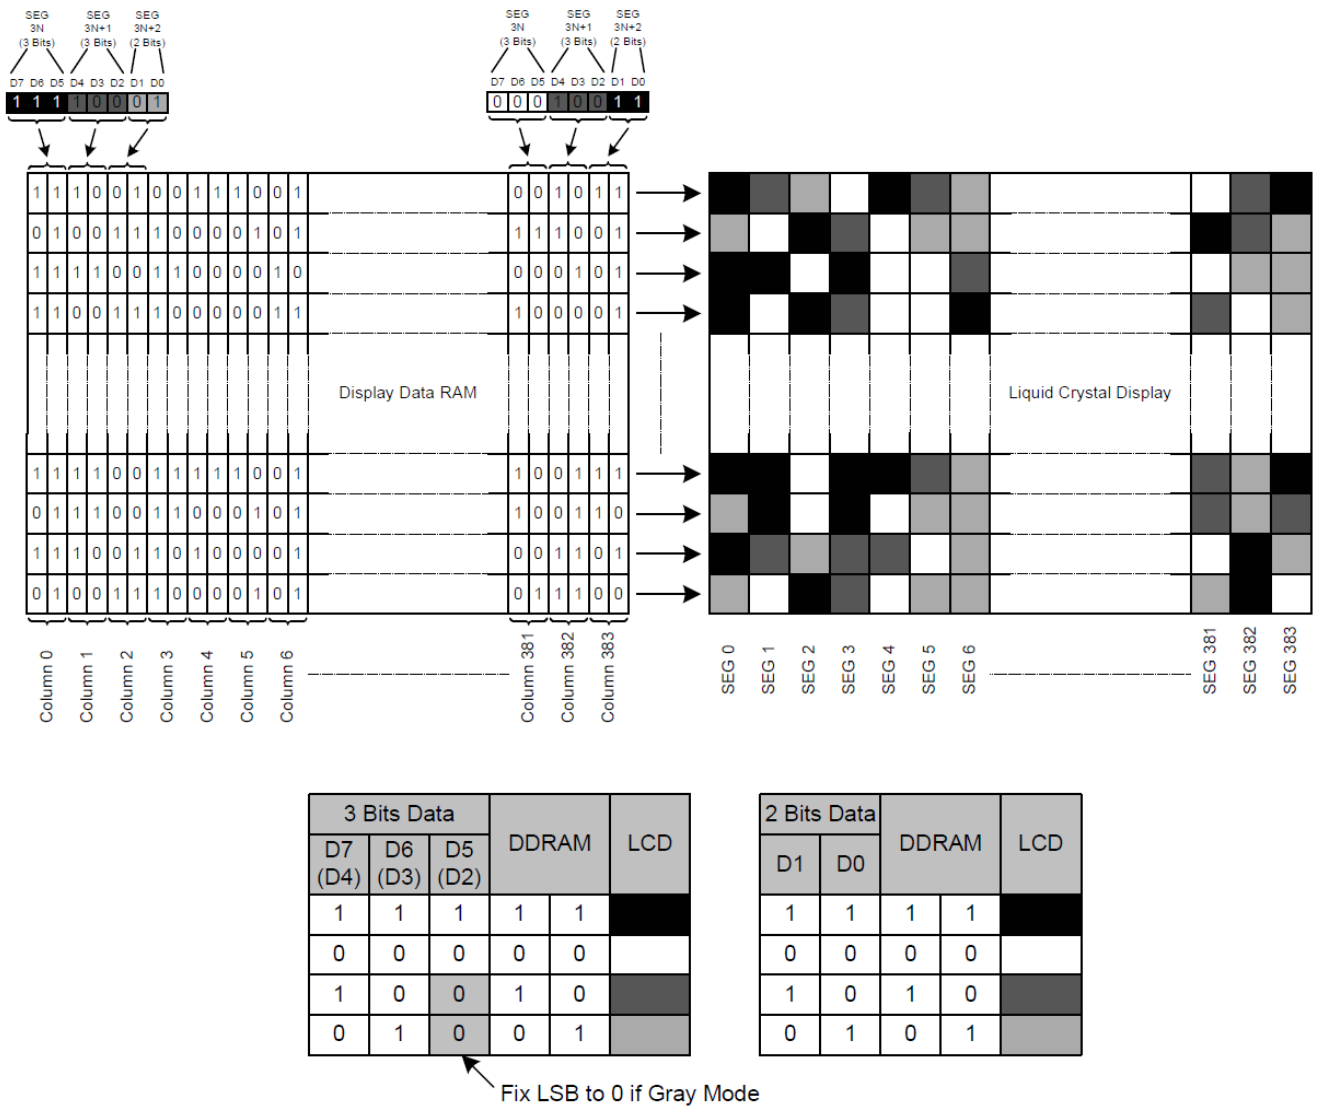 SEG SEG SEG SEG SEG SEG
3N 3N+1 3N+2 3N 3N+1 3N+2
(3 Bits) (3 Bits) (2 Bits) (3 Bits) (3 Bits) (2 Bits)
D7 D6 D5 D4 D3 D2 D1 D0 D7 D6 D5 D4 D3 D2 D1 D0
1 1 1 1 0 0 0 1 0 0 0 1 0 0 1 1
1 1 1 0 0 1 0 0 1 1 1 0 0 1 0 0 1 0 1 1
0 1 0 0 1 1 1 0 0 0 0 1 0 1 1 1 1 0 0 1
1 1 1 1 0 0 1 1 0 0 0 0 1 0 0 0 0 1 0 1
1 1 0 0 1 1 1 0 0 0 0 0 1 1 1 0 0 0 0 1
Display Data RAM
Liquid Crystal Display
1 1 1 1 0 0 1 1 1 1 1 0 0 1 1 0 0 1 1 1
0 1 1 1 0 0 1 1 0 0 0 1 0 1 1 0 0 1 1 0
1 1 1 0 0 1 1 0 1 0 0 0 0 1 0 0 1 1 0 1
0 1 0 0 1 1 1 0 0 0 0 1 0 1 0 1 1 1 0 0
Column 0
Column 1
Column 2
Column 3
Column 4
Column 5
Column 6
Column 381
Column 382
Column 383
SEG 0
SEG 1
SEG 2
SEG 3
SEG 4
SEG 5
SEG 6
SEG 381
SEG 382
SEG 383
3 Bits Data DDRAM LCD
D7 D6 D5
(D4) (D3) (D2)
1 1 1 1 1
0 0 0 0 0
1 0 0 1 0
0 1 0 0 1
Fix LSB to 0 if Gray Mode
2 Bits Data DDRAM LCD
D1 D0
1 1 1 1
0 0 0 0
1 0 1 0
0 1 0 1